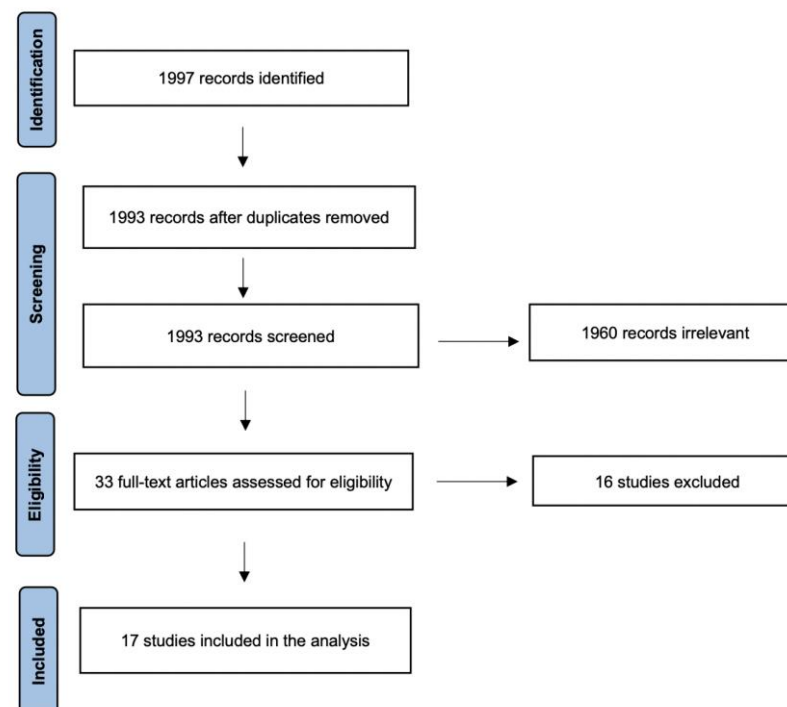 Identification
1997 records identified
Screening
1993 records after duplicates removed
1993 records screened
1960 records irrelevant
Eligibility
33 full-text articles assessed for eligibility
16 studies excluded
Included
17 studies included in the analysis